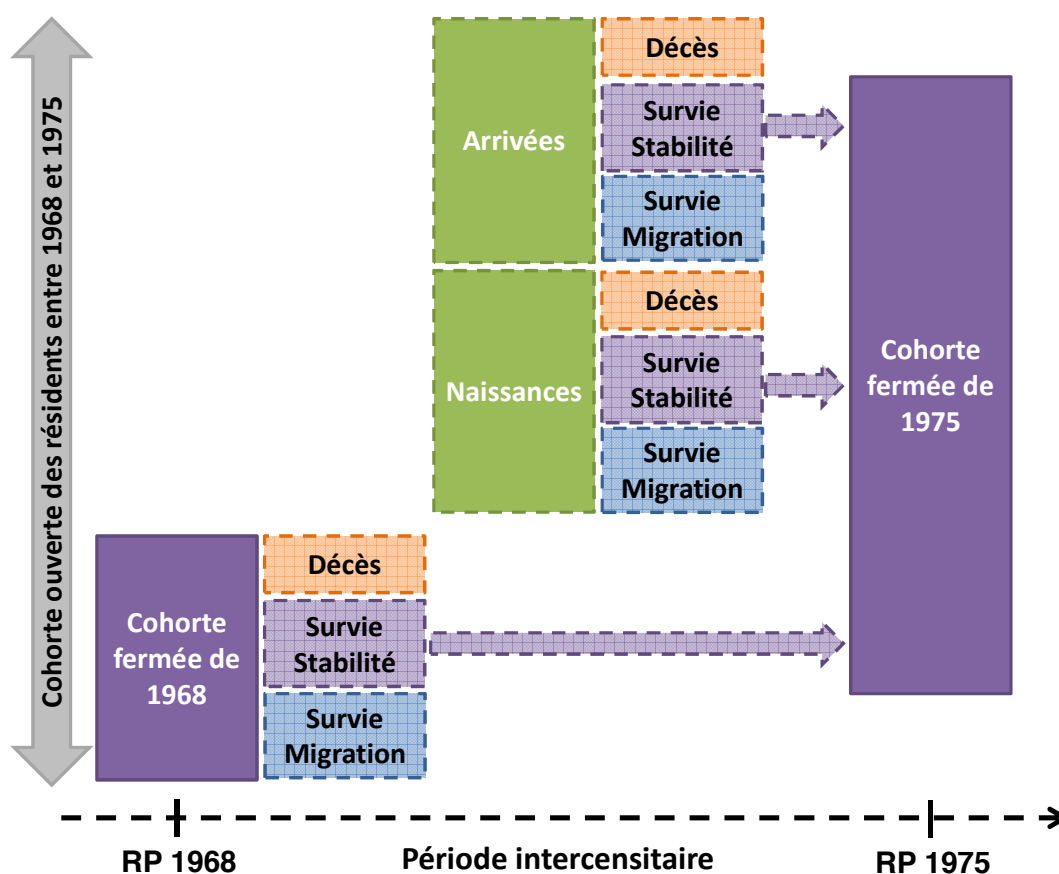 Cohorte ouverte des résidents entre 1968 et 1975
Arrivées
Décès
Survie
Stabilité
Survie
Migration
Naissances
Décès
Survie
Stabilité
Survie
Migration
Cohorte
fermée de
1975
Cohorte
fermée de
1968
Décès
Survie
Stabilité
Survie
Migration
RP 1968
Période intercensitaire
RP 1975